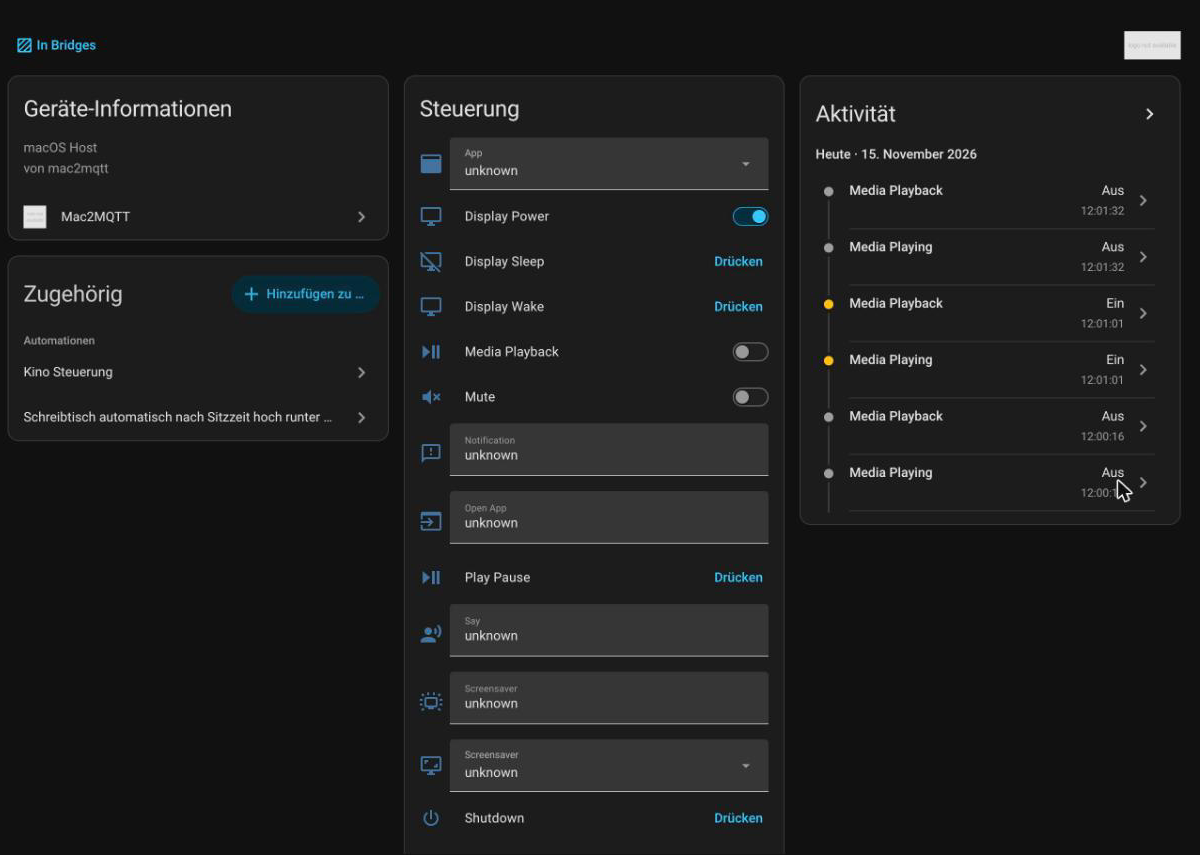 In Bridges
Geräte-Informationen
macOS Host
von mac2mqtt
Mac2MQTT
Zugehörig
Hinzufügen zu ...
Automationen
Kino Steuerung
Schreibtisch automatisch nach Sitzzeit hoch runter ...
Steuerung
App
unknown
Display Power
Display Sleep
Drücken
Display Wake
Drücken
Media Playback
Mute
Notification
unknown
Open App
unknown
Play Pause
Drücken
Say
unknown
Screensaver
unknown
Screensaver
unknown
Shutdown
Drücken
Aktivität
Heute · 15. November 2026
Media Playback
Aus
12:01:32
Media Playing
Aus
12:01:32
Media Playback
Ein
12:01:01
Media Playing
Ein
12:01:01
Media Playback
Aus
12:00:16
Media Playing
Aus